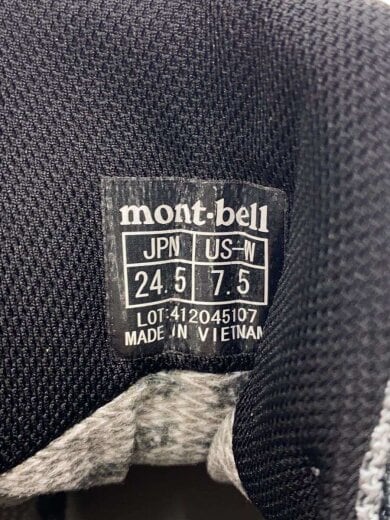 mont·bell
JPN US-W
24.5 7.5
LOT:412045107
MADE IN VIETNAM